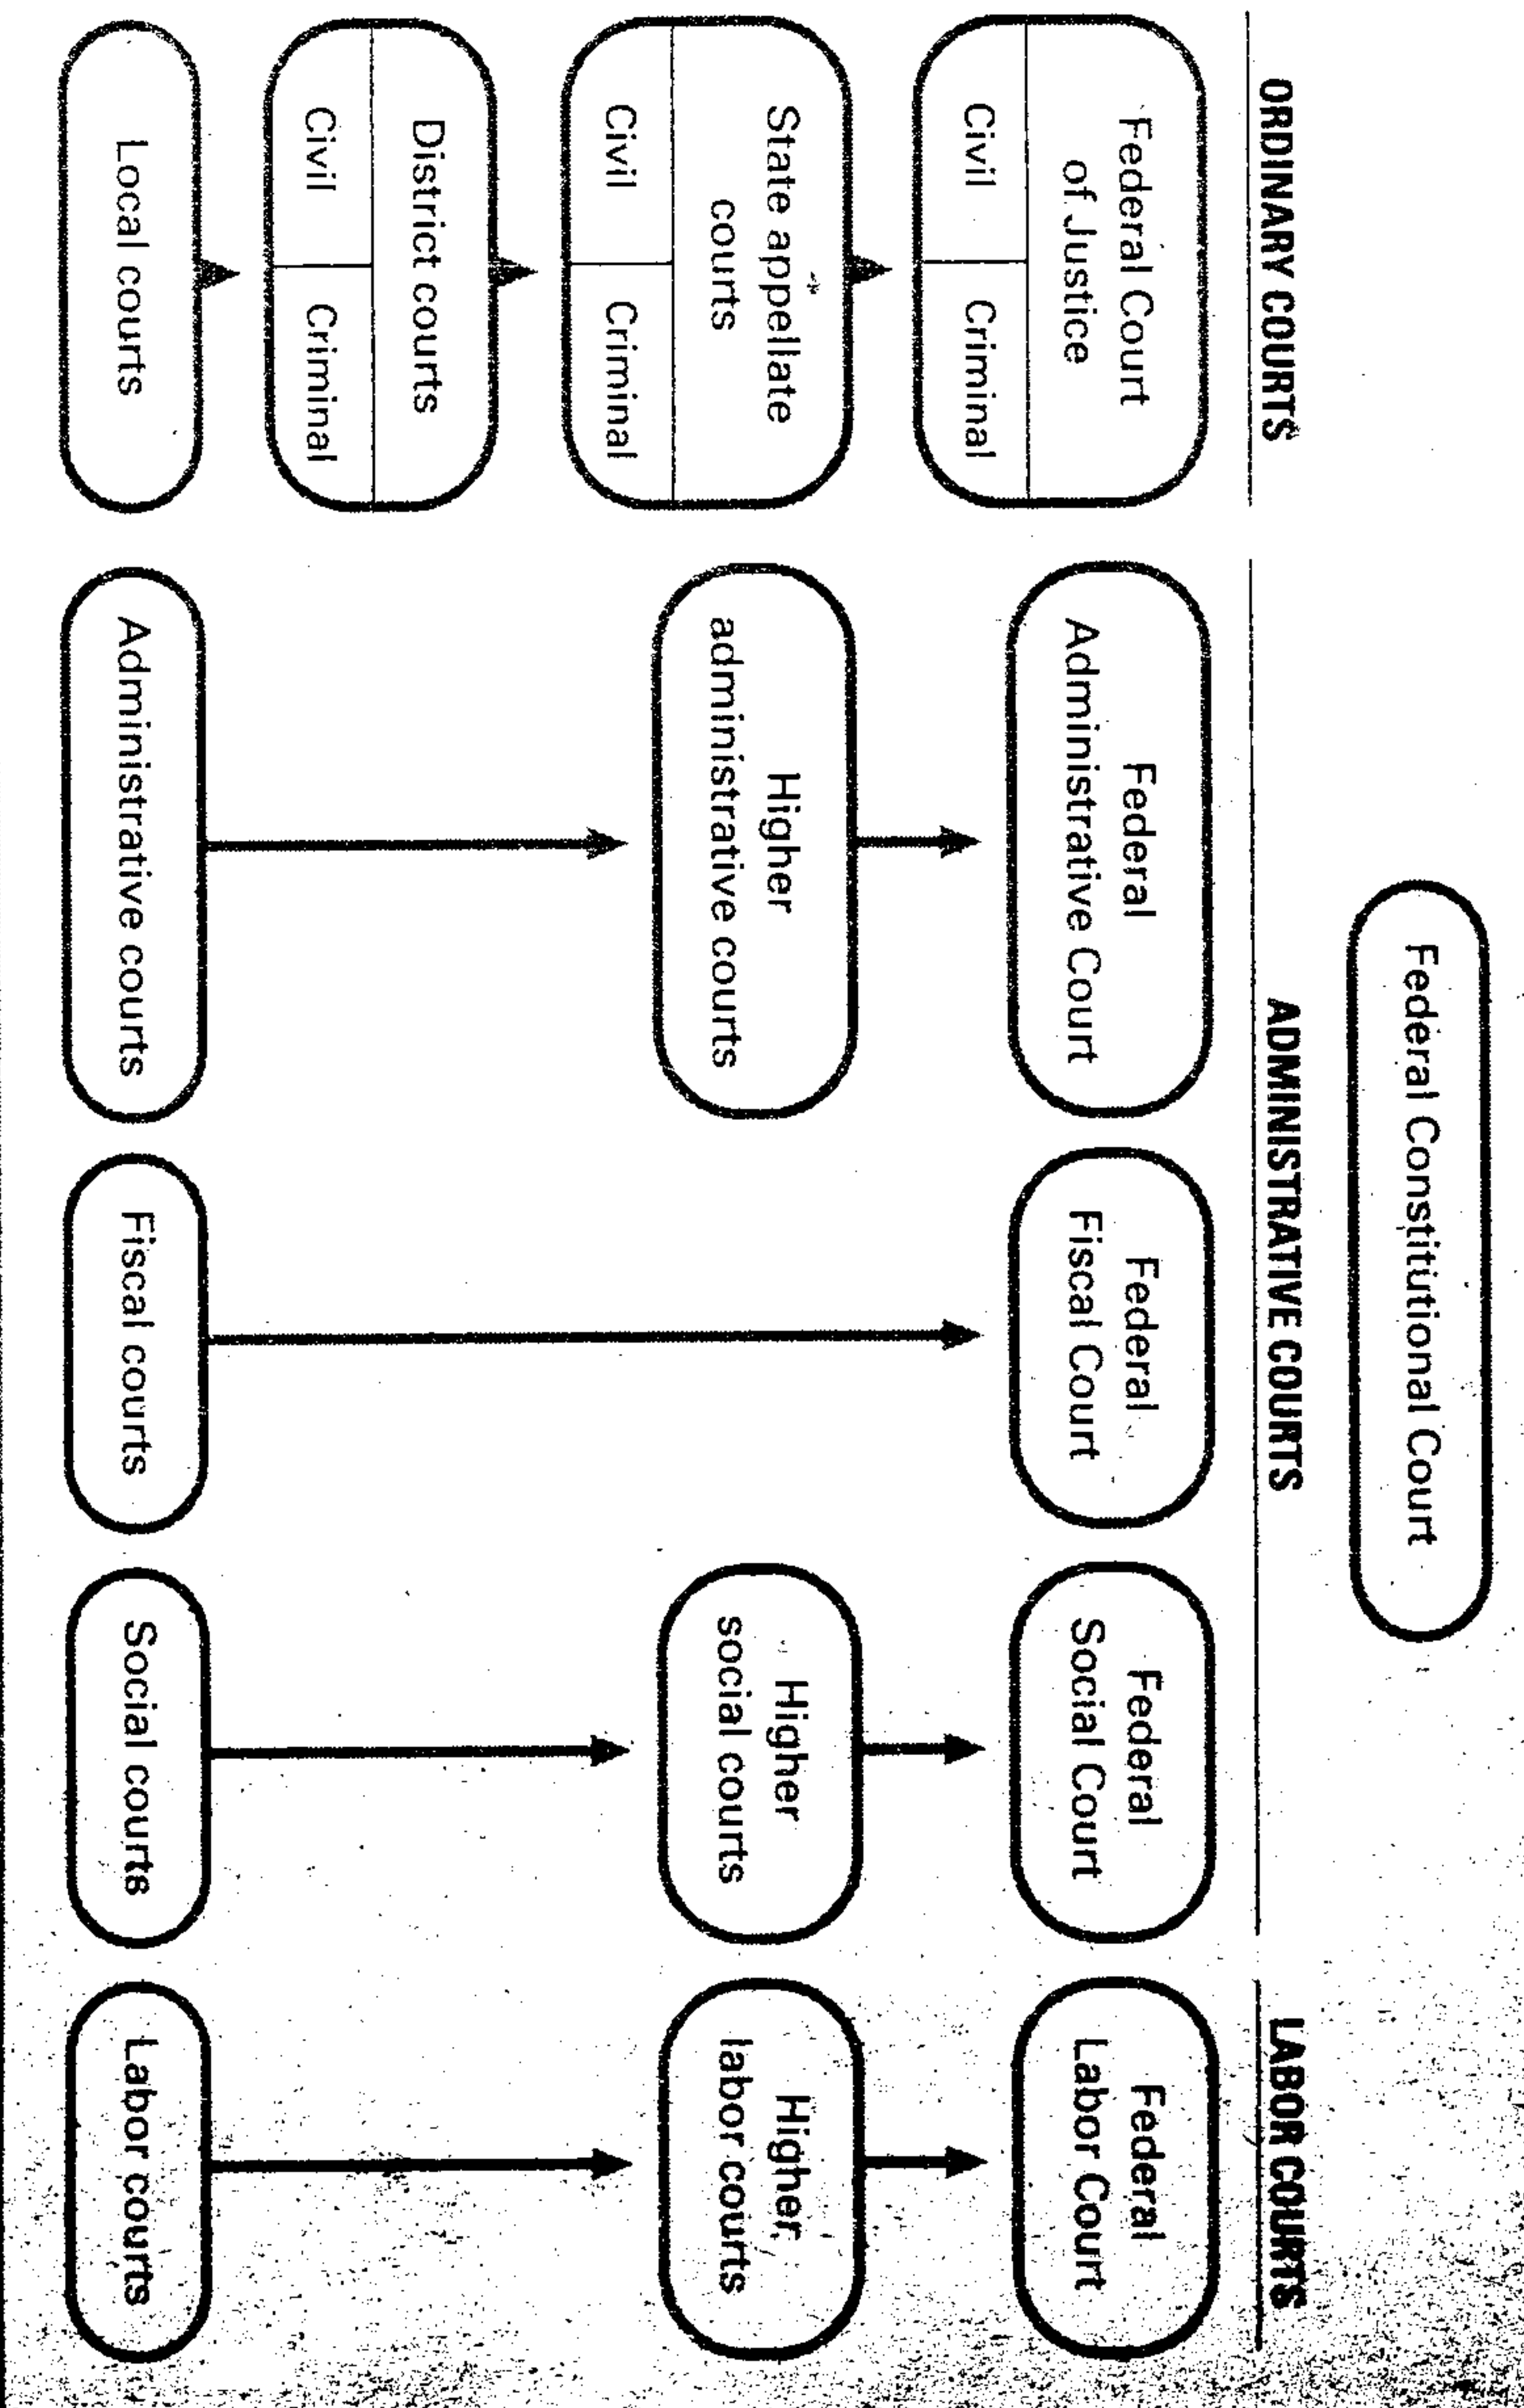 Federal Constitutional Court
ORDINARY COURTS
ADMINISTRATIVE COURTS
LABOR COURTS
Federal Court
of Justice
Civil
Criminal
Federal
Administrative Court
Federal
Fiscal Court
Federal
Social Court
Federal
Labor Court
State appellate
courts
Civil
Criminal
Higher
administrative courts
Higher
social courts
Higher
labor courts
District courts
Civil
Criminal
Local courts
Administrative courts
Fiscal courts
Social courts
Labor courts